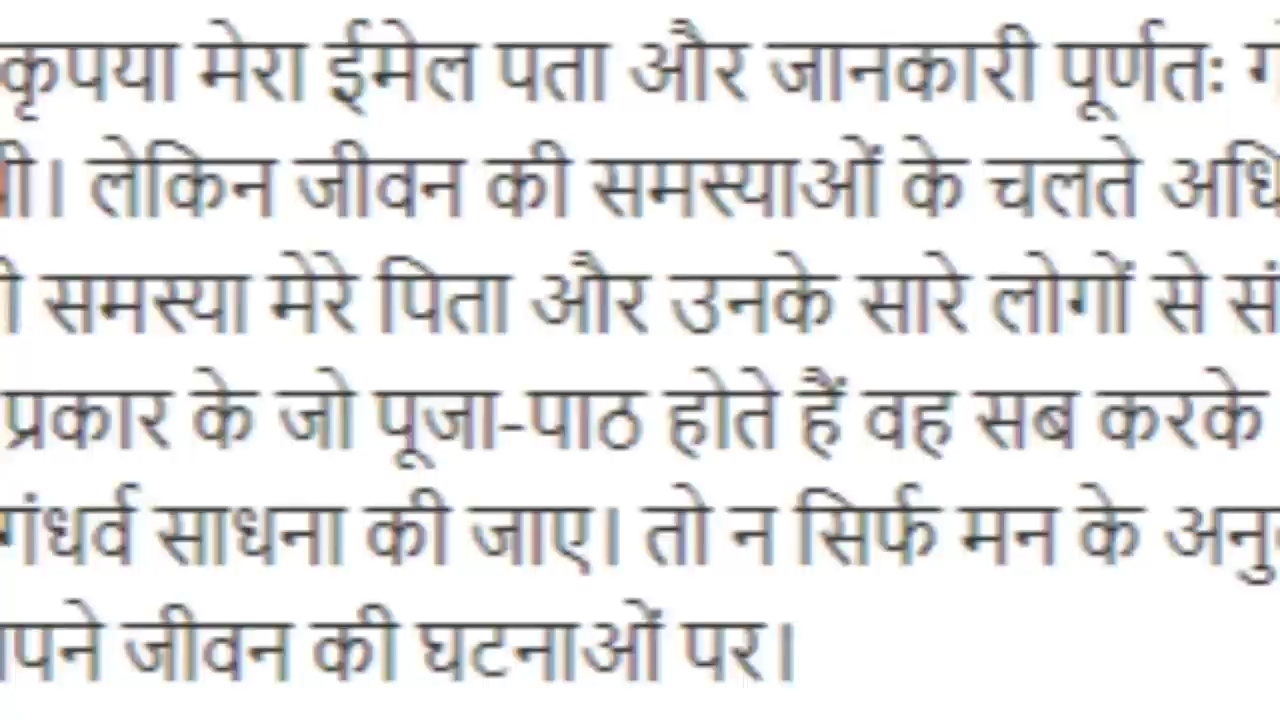 कृपया मेरा ईमेल पता और जानकारी पूर्णतः
। लेकिन जीवन की समस्याओं के चलते
समस्या मेरे पिता और उनके सारे लोगों से
प्रकार के जो पूजा-पाठ होते हैं वह सब करके
गंधर्व साधना की जाए। तो न सिर्फ मन के
जीवन की घटनाओं पर।